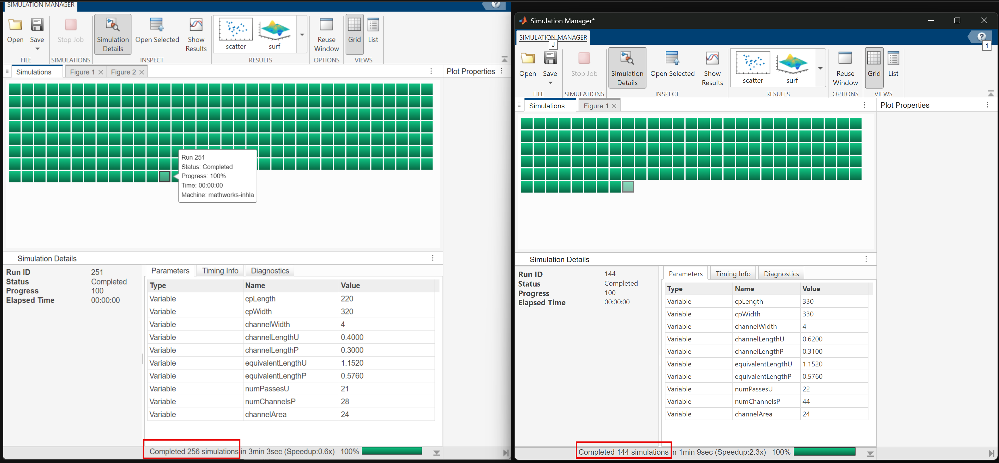 SIMULATION MANAGER
?
Open
Save
Stop Job
Simulation
Details
Open Selected
Show
Results
scatter
surf
Reuse
Window
Grid
List
FILE
SIMULATIONS
INSPECT
RESULTS
OPTIONS
VIEWS
Simulations
Figure 1
Figure 2
Plot Properties
Run 251
Status: Completed
Progress: 100%
Time: 00:00:00
Machine: mathworks-inhla
Simulation Details
Run ID 251
Status Completed
Progress 100
Elapsed Time 00:00:00
Parameters Timing Info Diagnostics
Type Name Value
Variable cpLength 220
Variable cpWidth 320
Variable channelWidth 4
Variable channelLengthU 0.4000
Variable channelLengthP 0.3000
Variable equivalentLengthU 1.1520
Variable equivalentLengthP 0.5760
Variable numPassesU 21
Variable numChannelsP 28
Variable channelArea 24
Completed 256 simulations in 3min 3sec (Speedup:0.6x) 100%
Simulation Manager*
SIMULATION MANAGER
J
?
1
Open
Save
Stop Job
Simulation
Details
Open Selected
Show
Results
scatter
surf
Reuse
Window
Grid
List
FILE
SIMULATIONS
INSPECT
RESULTS
OPTIONS
VIEWS
Simulations
Figure 1
Plot Properties
Simulation Details
Run ID 144
Status Completed
Progress 100
Elapsed Time 00:00:00
Parameters Timing Info Diagnostics
Type Name Value
Variable cpLength 330
Variable cpWidth 330
Variable channelWidth 4
Variable channelLengthU 0.6200
Variable channelLengthP 0.3100
Variable equivalentLengthU 1.1520
Variable equivalentLengthP 0.5760
Variable numPassesU 22
Variable numChannelsP 44
Variable channelArea 24
Completed 144 simulations n 1min 9sec (Speedup:2.3x) 100%